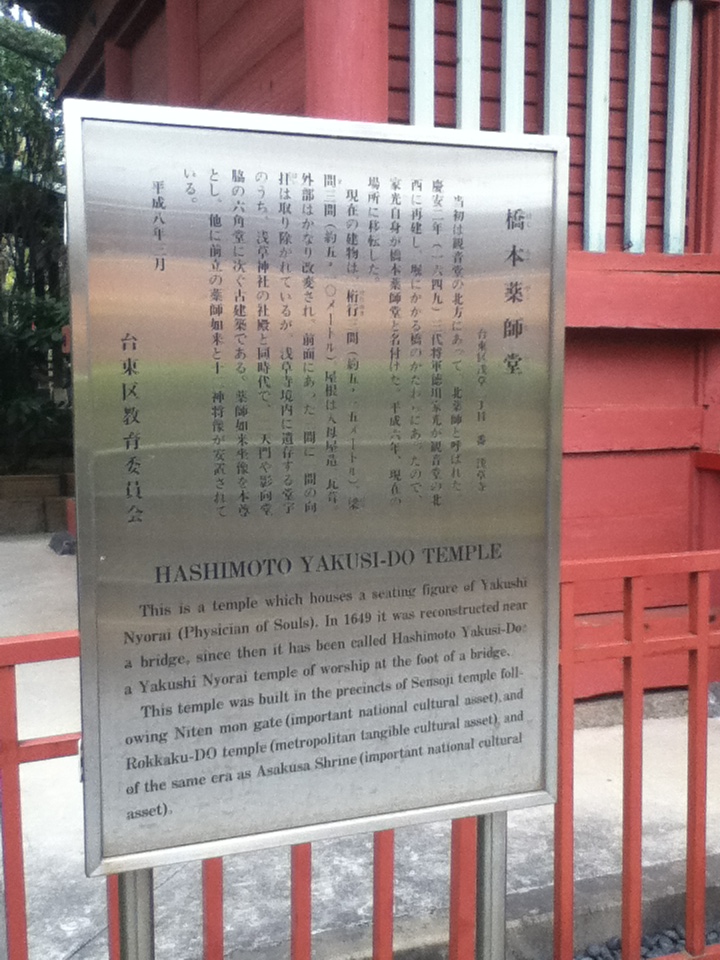 橋本薬師堂
台東区浅草二丁目三番 浅草寺
当初は観音堂の北方にあって、北薬師と呼ばれた。
慶安二年(一六四九)三代将軍徳川家光が観音堂の北
西に再建し、堀にかかる橋のかたわらにあったので、
家光自身が橋本薬師堂と名付けた。平成六年、現在の
場所に移転した。
現在の建物は、桁行三間(約五・一五メートル)、梁
間三間(約五・〇メートル)屋根は入母屋造、瓦葺。
外部はかなり改変され、前面にあった一間に一間の向
拝は取り除かれているが、浅草寺境内に遺存する堂宇
のうち、浅草神社の社殿と同時代で、二天門や影向堂
脇の六角堂に次ぐ古建築である。薬師如来坐像を本尊
とし、他に前立の薬師如来と十二神将像が安置されて
いる。
平成八年三月
台東区教育委員会
HASHIMOTO YAKUSI-DO TEMPLE
This is a temple which houses a seating figure of Yakushi
Nyorai (Physician of Souls). In 1649 it was reconstructed near
a bridge, since then it has been called Hashimoto Yakusi-Do:
a Yakushi Nyorai temple of worship at the foot of a bridge.
This temple was built in the precincts of Sensoji temple foll-
owing Niten mon gate (important national cultural asset), and
Rokkaku-DO temple (metropolitan tangible cultural asset), and
of the same era as Asakusa Shrine (important national cultural
asset).